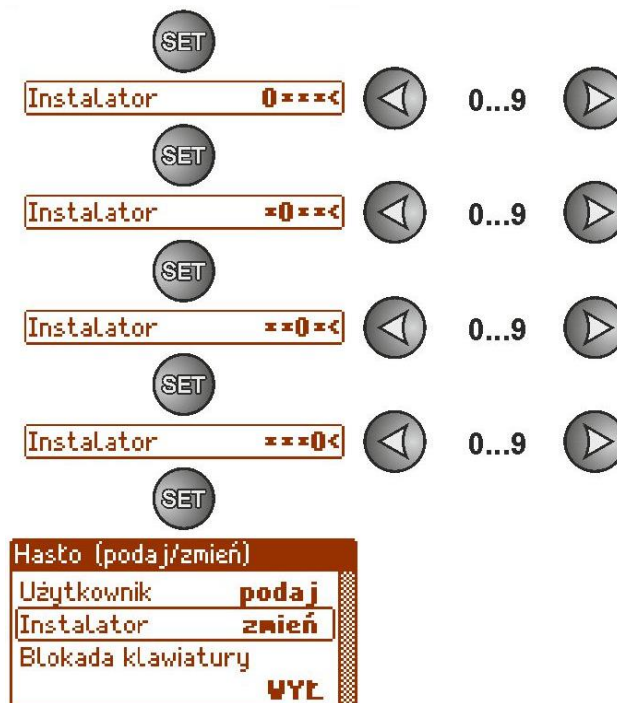 SET
Instalator 0***< 0...9
SET
Instalator *0**< 0...9
SET
Instalator **0*< 0...9
SET
Instalator ***0< 0...9
SET
Hasło (podaj/zmień)
Użytkownik podaj
Instalator zmień
Blokada klawiatury
WYŁ